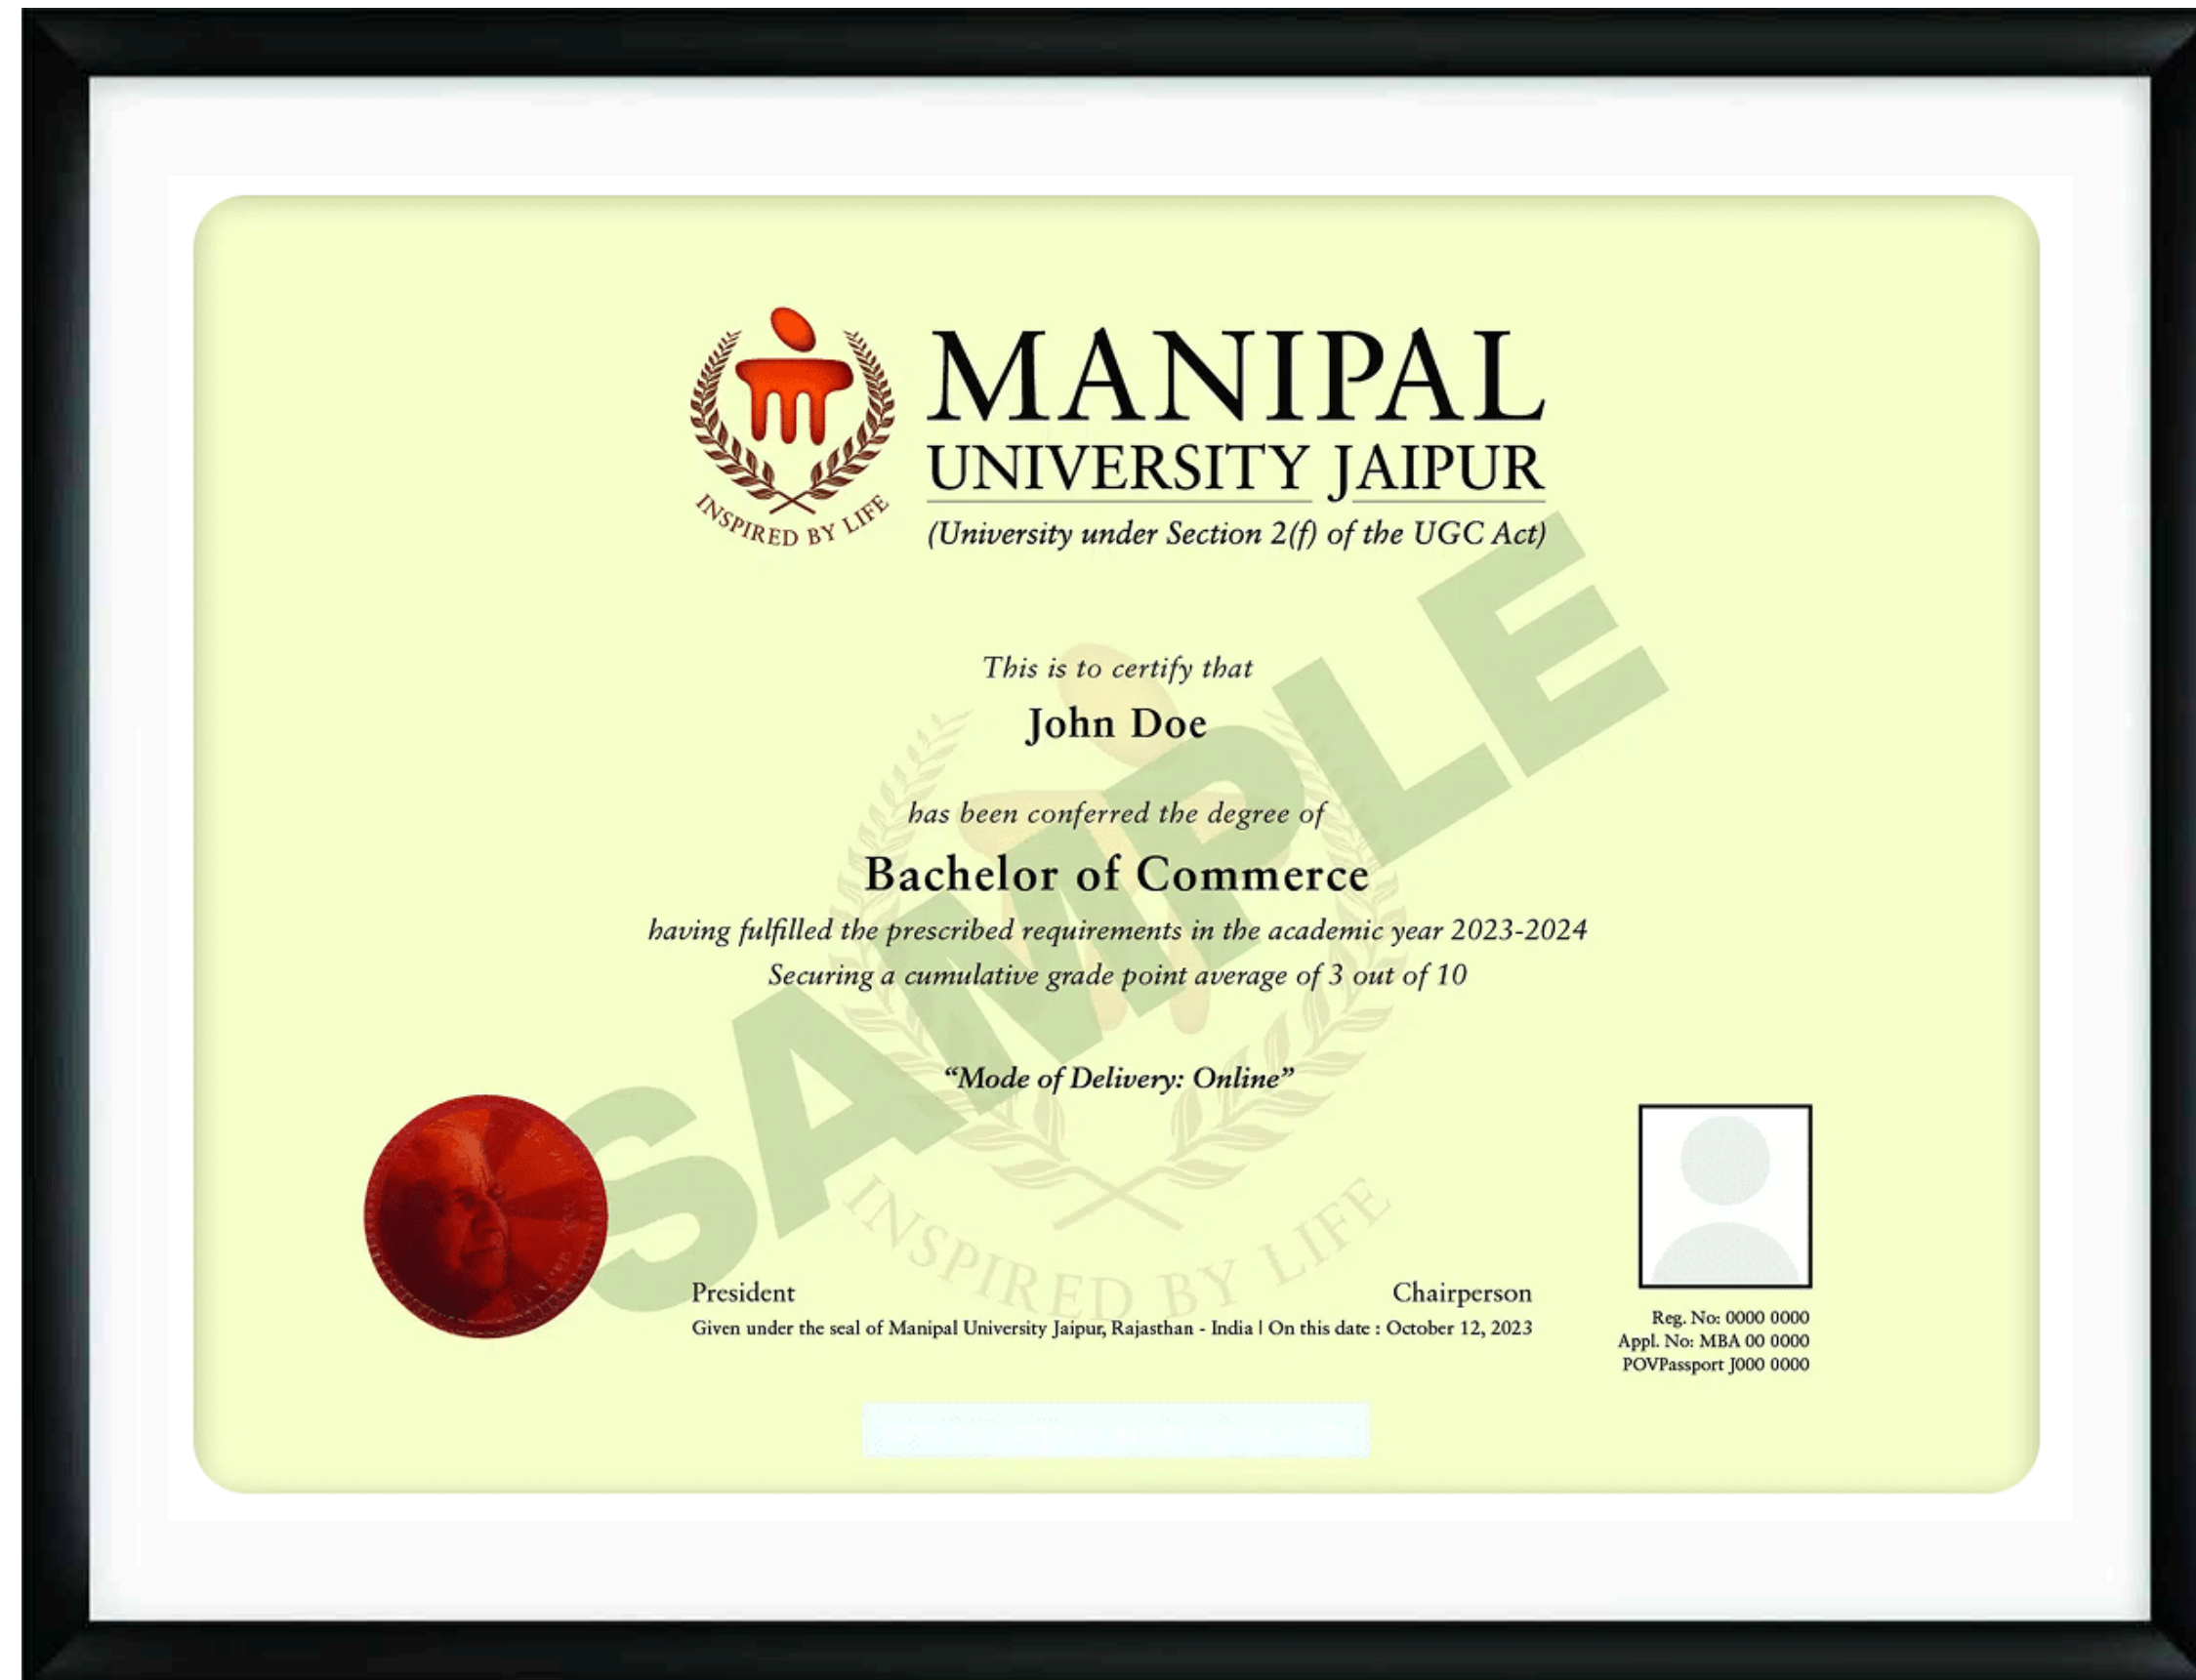 MANIPAL
UNIVERSITY JAIPUR
(University under Section 2(f) of the UGC Act)
INSPIRED BY LIFE
This is to certify that
John Doe
has been conferred the degree of
Bachelor of Commerce
having fulfilled the prescribed requirements in the academic year 2023-2024
Securing a cumulative grade point average of 3 out of 10
"Mode of Delivery: Online"
SAMPLE
INSPIRED BY LIFE
President
Chairperson
Given under the seal of Manipal University Jaipur, Rajasthan - India | On this date : October 12, 2023
Reg. No: 0000 0000
Appl. No: MBA 00 0000
POVPassport J000 0000